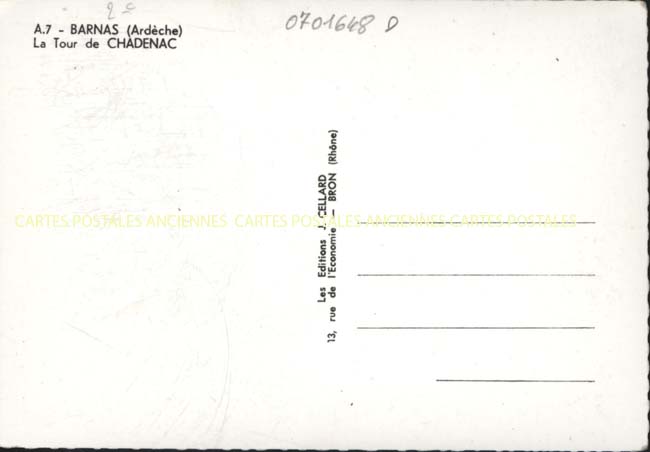 2 €
0701648 D
A.7 - BARNAS (Ardèche)
La Tour de CHADENAC
Les Editions J. CELLARD
13, rue de l'Economie - BRON (Rhône)
CARTES POSTALES ANCIENNES CARTES POSTALES ANCIENNES CARTES POSTALES